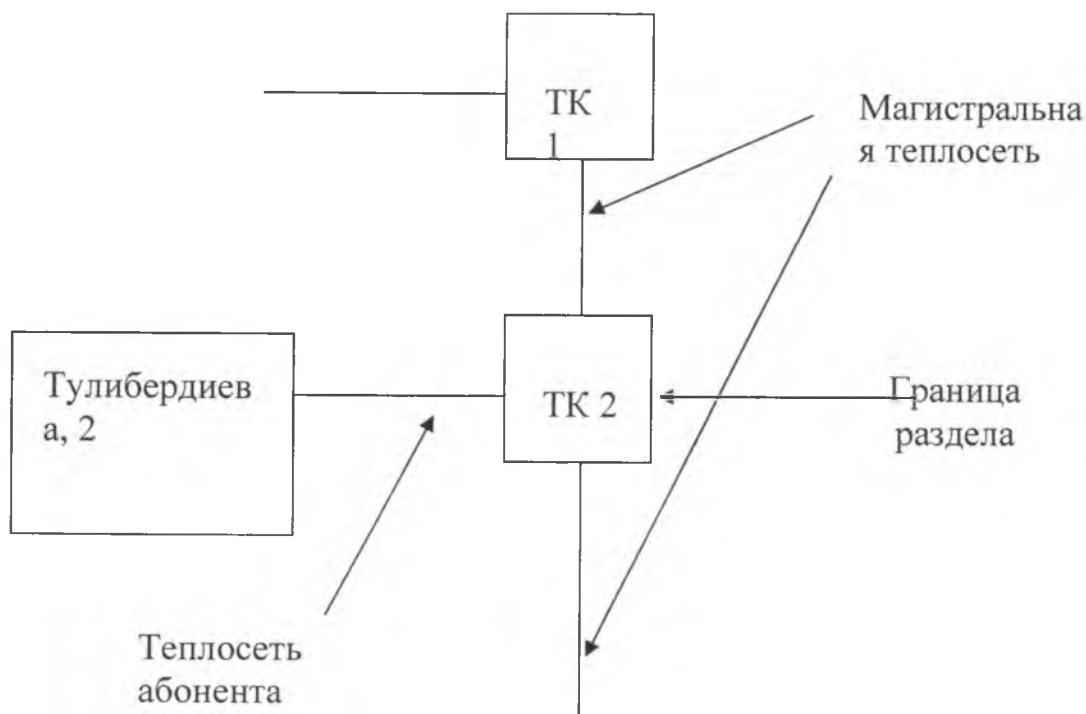 ТК
1
Магистральна
я теплосеть
Тулибердиев
а, 2
ТК 2
Граница
раздела
Теплосеть
абонента